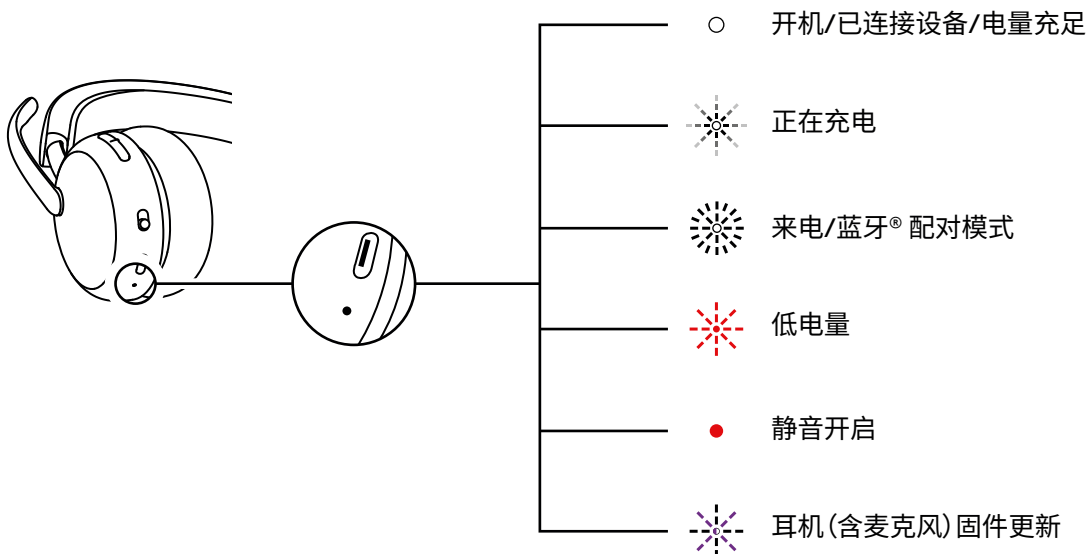 开机/已连接设备/电量充足
正在充电
来电/蓝牙® 配对模式
低电量
静音开启
耳机(含麦克风)固件更新